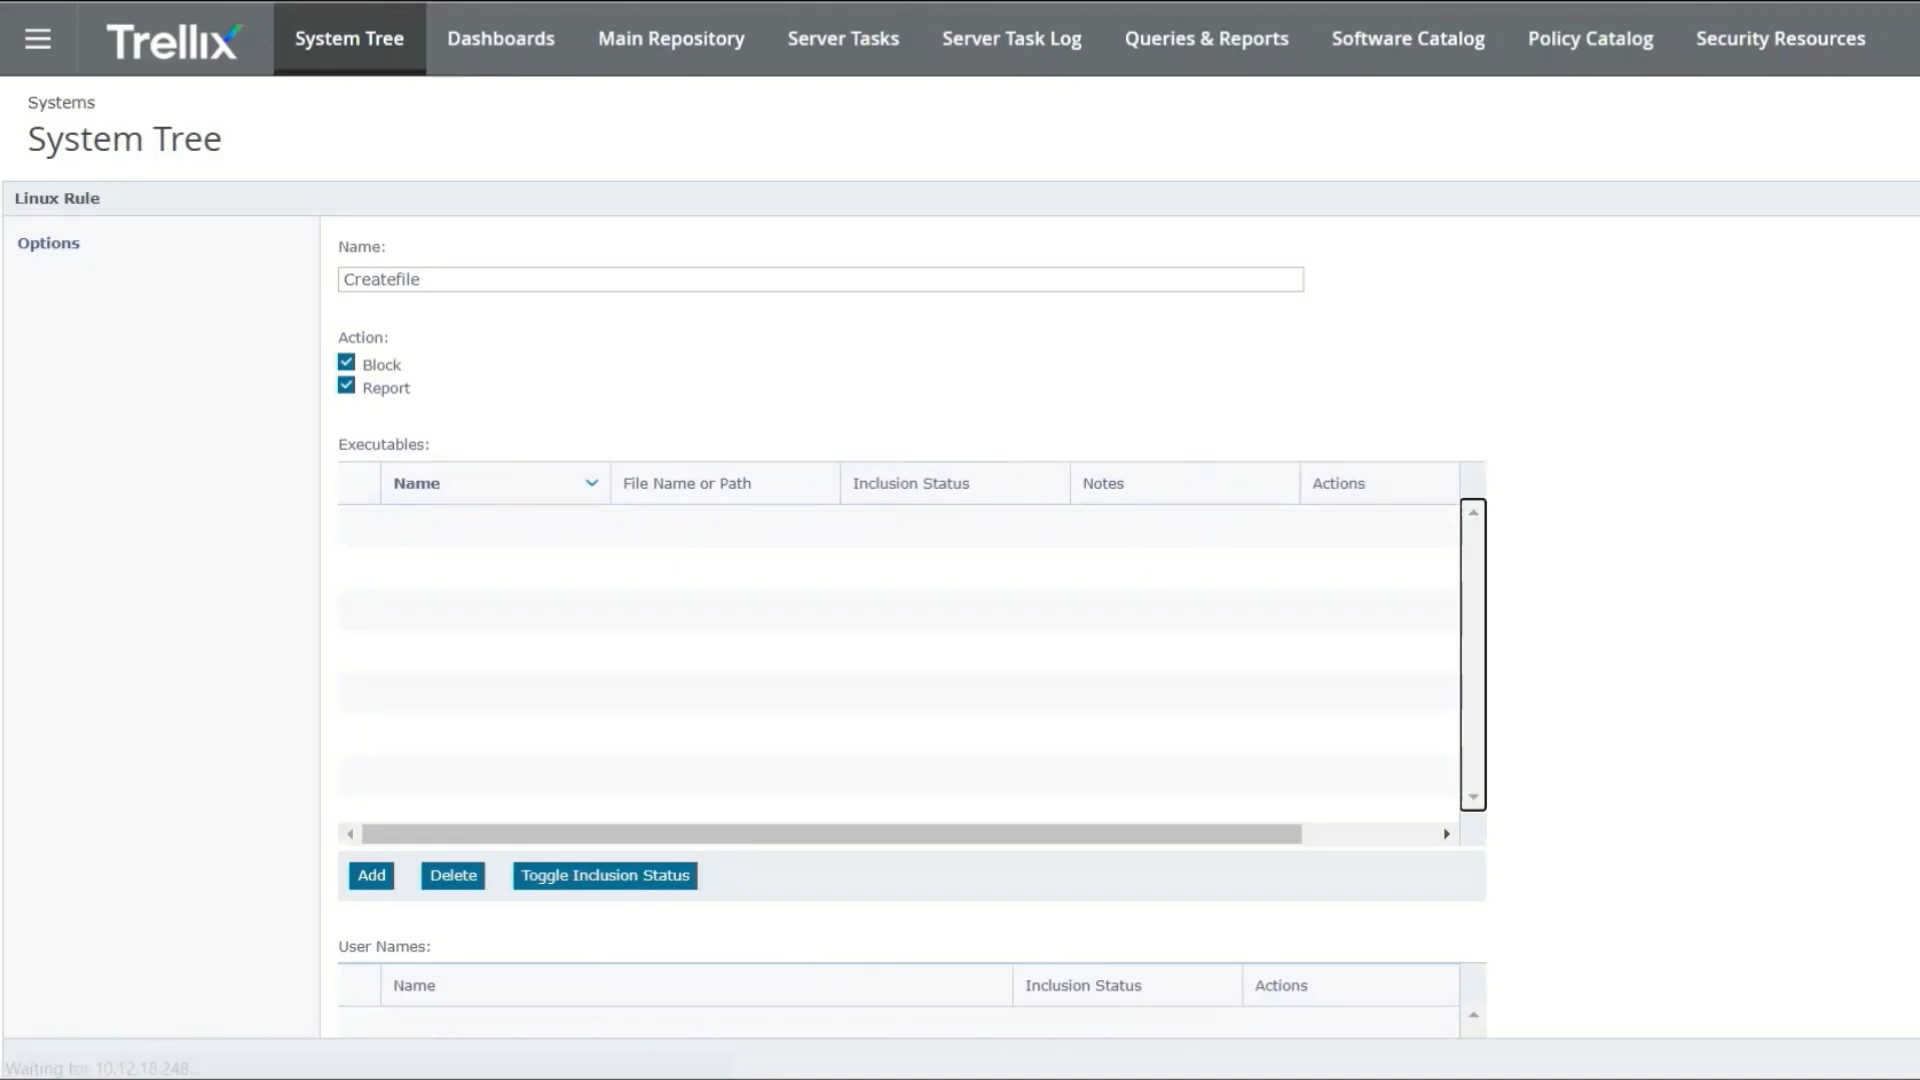 Trellix System Tree Dashboards Main Repository Server Tasks Server Task Log Queries & Reports Software Catalog Policy Catalog Security Resources
Systems
System Tree
Linux Rule
Options
Name:
Createfile
Action:
Block
Report
Executables:
Name File Name or Path Inclusion Status Notes Actions
Add Delete Toggle Inclusion Status
User Names:
Name Inclusion Status Actions
Waiting for 10.12.18.248...